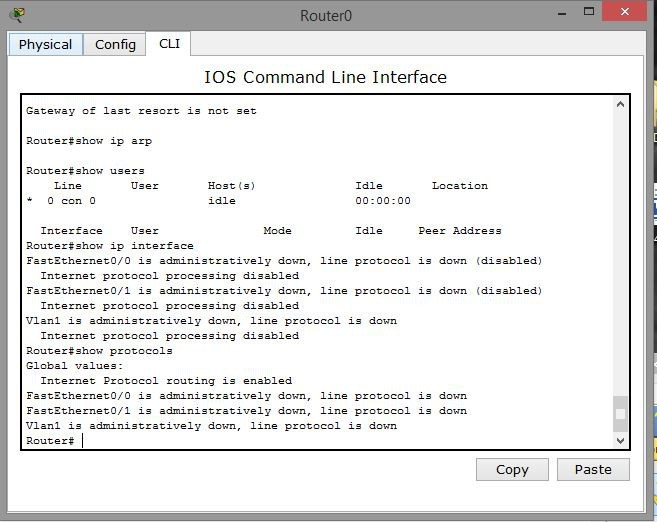 Router0
Physical Config CLI
IOS Command Line Interface
Gateway of last resort is not set
Router#show ip arp
Router#show users
Line User Host(s) Idle Location
* 0 con 0 idle 00:00:00
Interface User Mode Idle Peer Address
Router#show ip interface
FastEthernet0/0 is administratively down, line protocol is down (disabled)
Internet protocol processing disabled
FastEthernet0/1 is administratively down, line protocol is down (disabled)
Internet protocol processing disabled
Vlan1 is administratively down, line protocol is down
Internet protocol processing disabled
Router#show protocols
Global values:
Internet Protocol routing is enabled
FastEthernet0/0 is administratively down, line protocol is down
FastEthernet0/1 is administratively down, line protocol is down
Vlan1 is administratively down, line protocol is down
Router#
Copy Paste